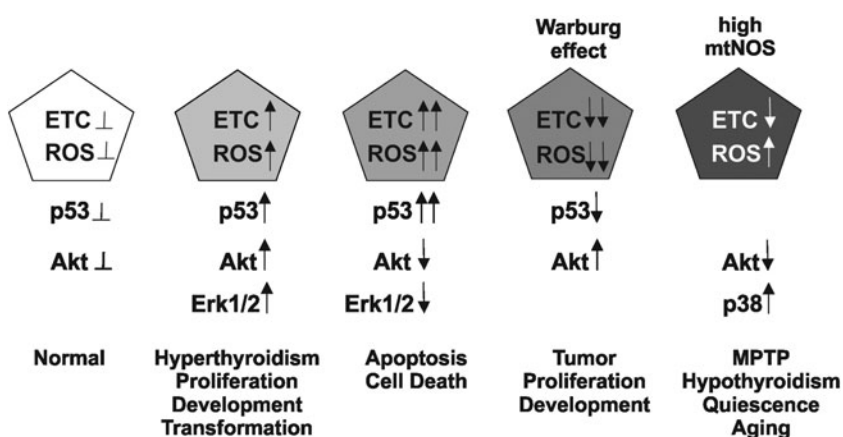 Warburg
effect
high
mtNOS
ETC ⊥
ROS ⊥
ETC ↑
ROS ↑
ETC ↑↑
ROS ↑↑
ETC ↓↓
ROS ↓↓
ETC ↓
ROS ↑
p53 ⊥
p53 ↑
p53 ↑↑
p53 ↓
Akt ⊥
Akt ↑
Akt ↓
Akt ↑
Akt ↓
Erk1/2 ↑
Erk1/2 ↓
p38 ↑
Normal
Hyperthyroidism
Proliferation
Development
Transformation
Apoptosis
Cell Death
Tumor
Proliferation
Development
MPTP
Hypothyroidism
Quiescence
Aging